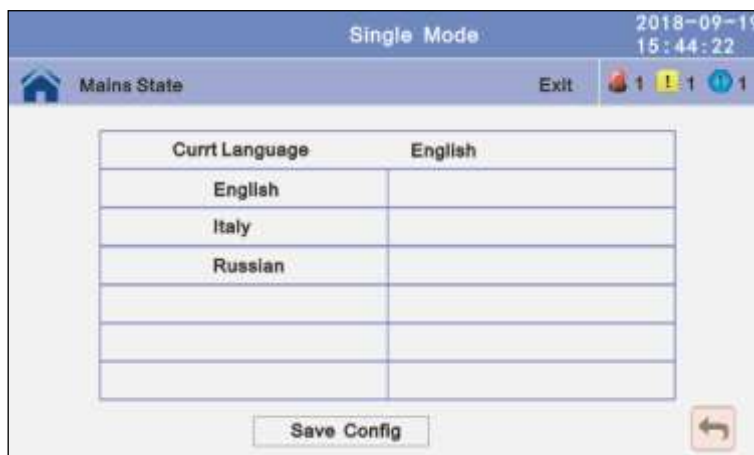 Single Mode
2018-09-19
15:44:22
Mains State Exit 1 ! 1 1
Currt Language English
English
Italy
Russian
Save Config